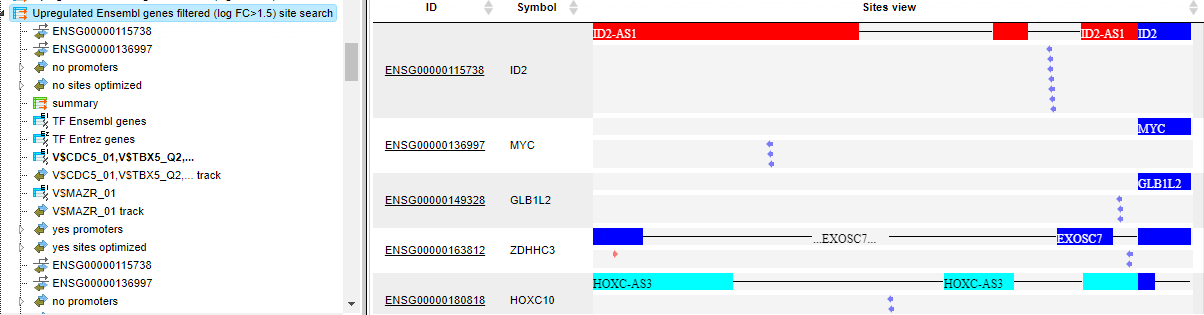 Upregulated Ensembl genes filtered (log FC>1.5) site search
ENSG00000115738
ENSG00000136997
no promoters
no sites optimized
summary
TF Ensembl genes
TF Entrez genes
V$CDC5_01,V$TBX5_Q2,...
V$CDC5_01,V$TBX5_Q2,... track
V$MAZR_01
V$MAZR_01 track
yes promoters
yes sites optimized
ENSG00000115738
ENSG00000136997
no promoters
ID Symbol Sites view
ID2-AS1 ID2-AS1 ID2
ENSG00000115738 ID2
MYC
ENSG00000136997 MYC
GLB1L2
ENSG00000149328 GLB1L2
...EXOSC7... EXOSC7
ENSG00000163812 ZDHHC3
HOXC-AS3 HOXC-AS3
ENSG00000180818 HOXC10